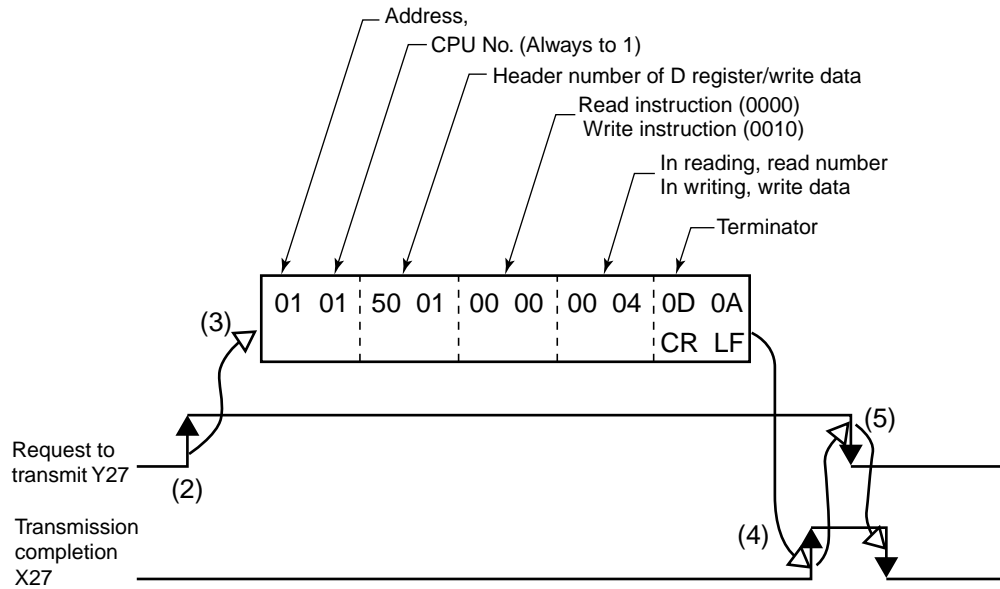 Address,
CPU No. (Always to 1)
Header number of D register/write data
Read instruction (0000)
Write instruction (0010)
In reading, read number
In writing, write data
Terminator
01 01 50 01 00 00 00 04 0D 0A
CR LF
(3)
(5)
Request to
transmit Y27
(2)
Transmission
completion
X27
(4)